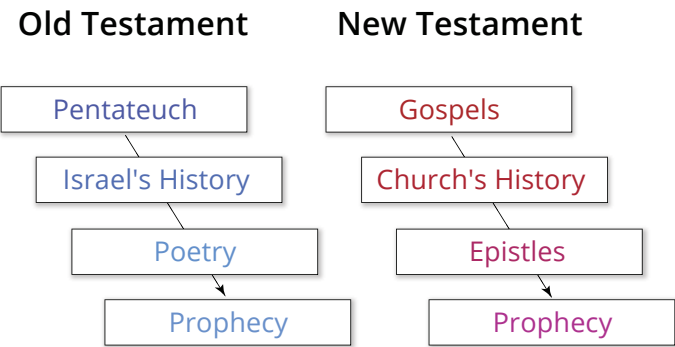 Old Testament
New Testament
Pentateuch
Gospels
Israel's History
Church's History
Poetry
Epistles
Prophecy
Prophecy